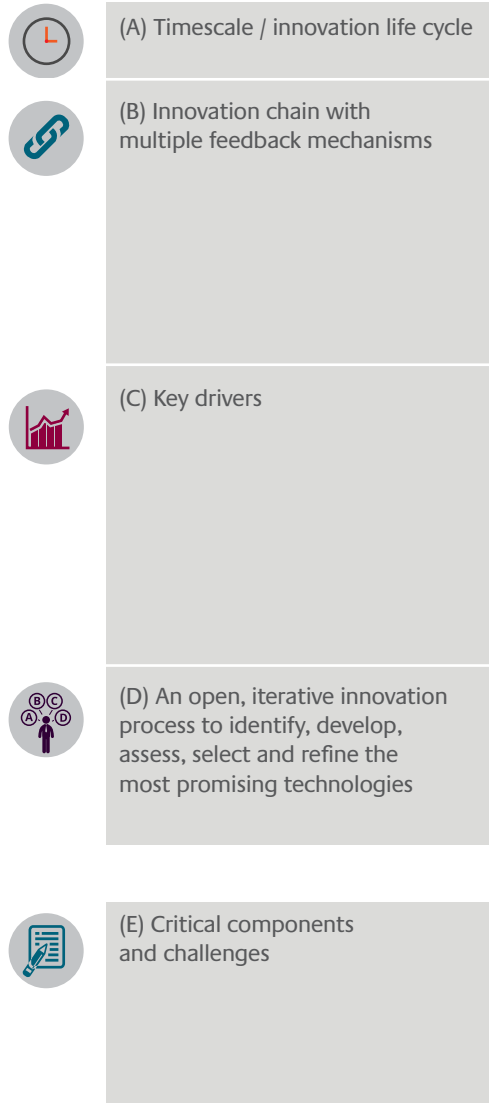 (A) Timescale / innovation life cycle
(B) Innovation chain with
multiple feedback mechanisms
(C) Key drivers
B C
A D
(D) An open, iterative innovation
process to identify, develop,
assess, select and refine the
most promising technologies
(E) Critical components
and challenges